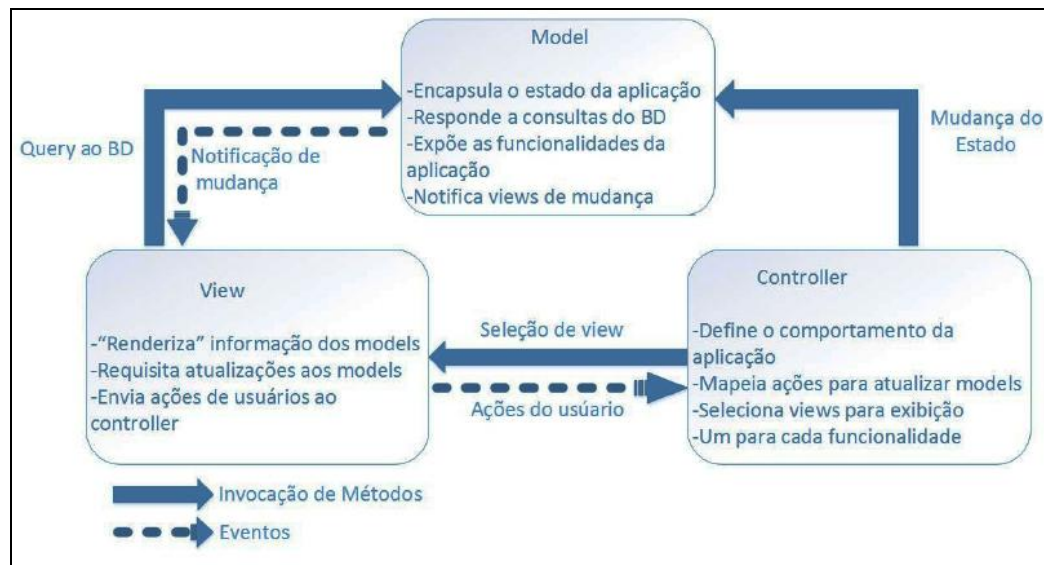 Model
-Encapsula o estado da aplicação
-Responde a consultas do BD
-Expõe as funcionalidades da
aplicação
-Notifica views de mudança
Query ao BD
Notificação de
mudança
Mudança do
Estado
View
-“Renderiza” informação dos models
-Requisita atualizações aos models
-Envia ações de usuários ao
controller
Seleção de view
Ações do usúario
Controller
-Define o comportamento da
aplicação
-Mapeia ações para atualizar models
-Seleciona views para exibição
-Um para cada funcionalidade
Invocação de Métodos
Eventos